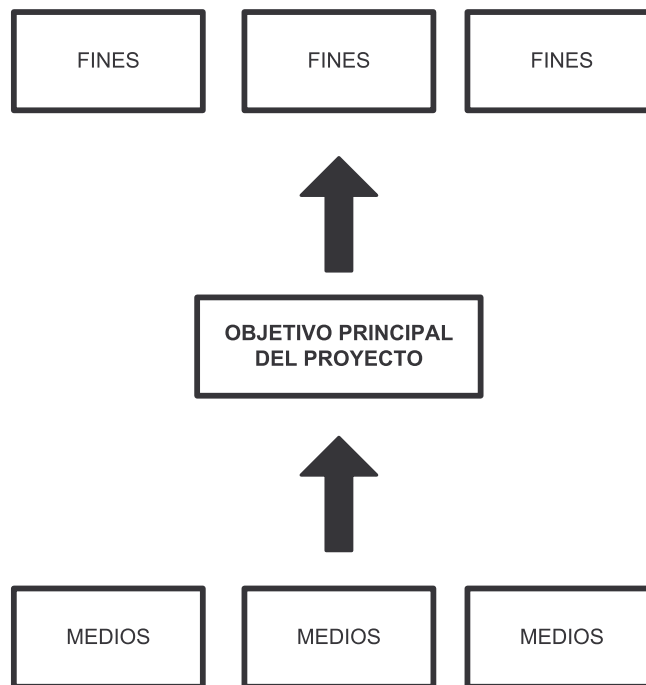 FINES
FINES
FINES
OBJETIVO PRINCIPAL
DEL PROYECTO
MEDIOS
MEDIOS
MEDIOS